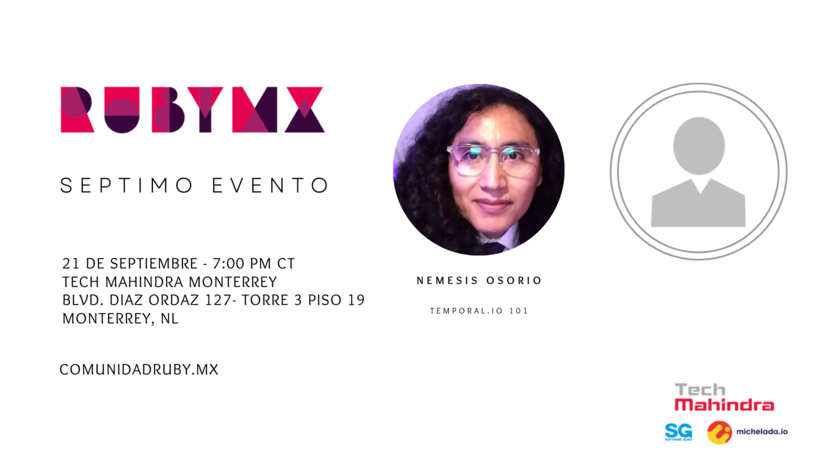 RUBYMX
SEPTIMO EVENTO
21 DE SEPTIEMBRE - 7:00 PM CT
TECH MAHINDRA MONTERREY
BLVD. DIAZ ORDAZ 127- TORRE 3 PISO 19
MONTERREY, NL
COMUNIDADRUBY.MX
NEMESIS OSORIO
TEMPORAL.IO 101
Tech
Mahindra
SG
michelada.io